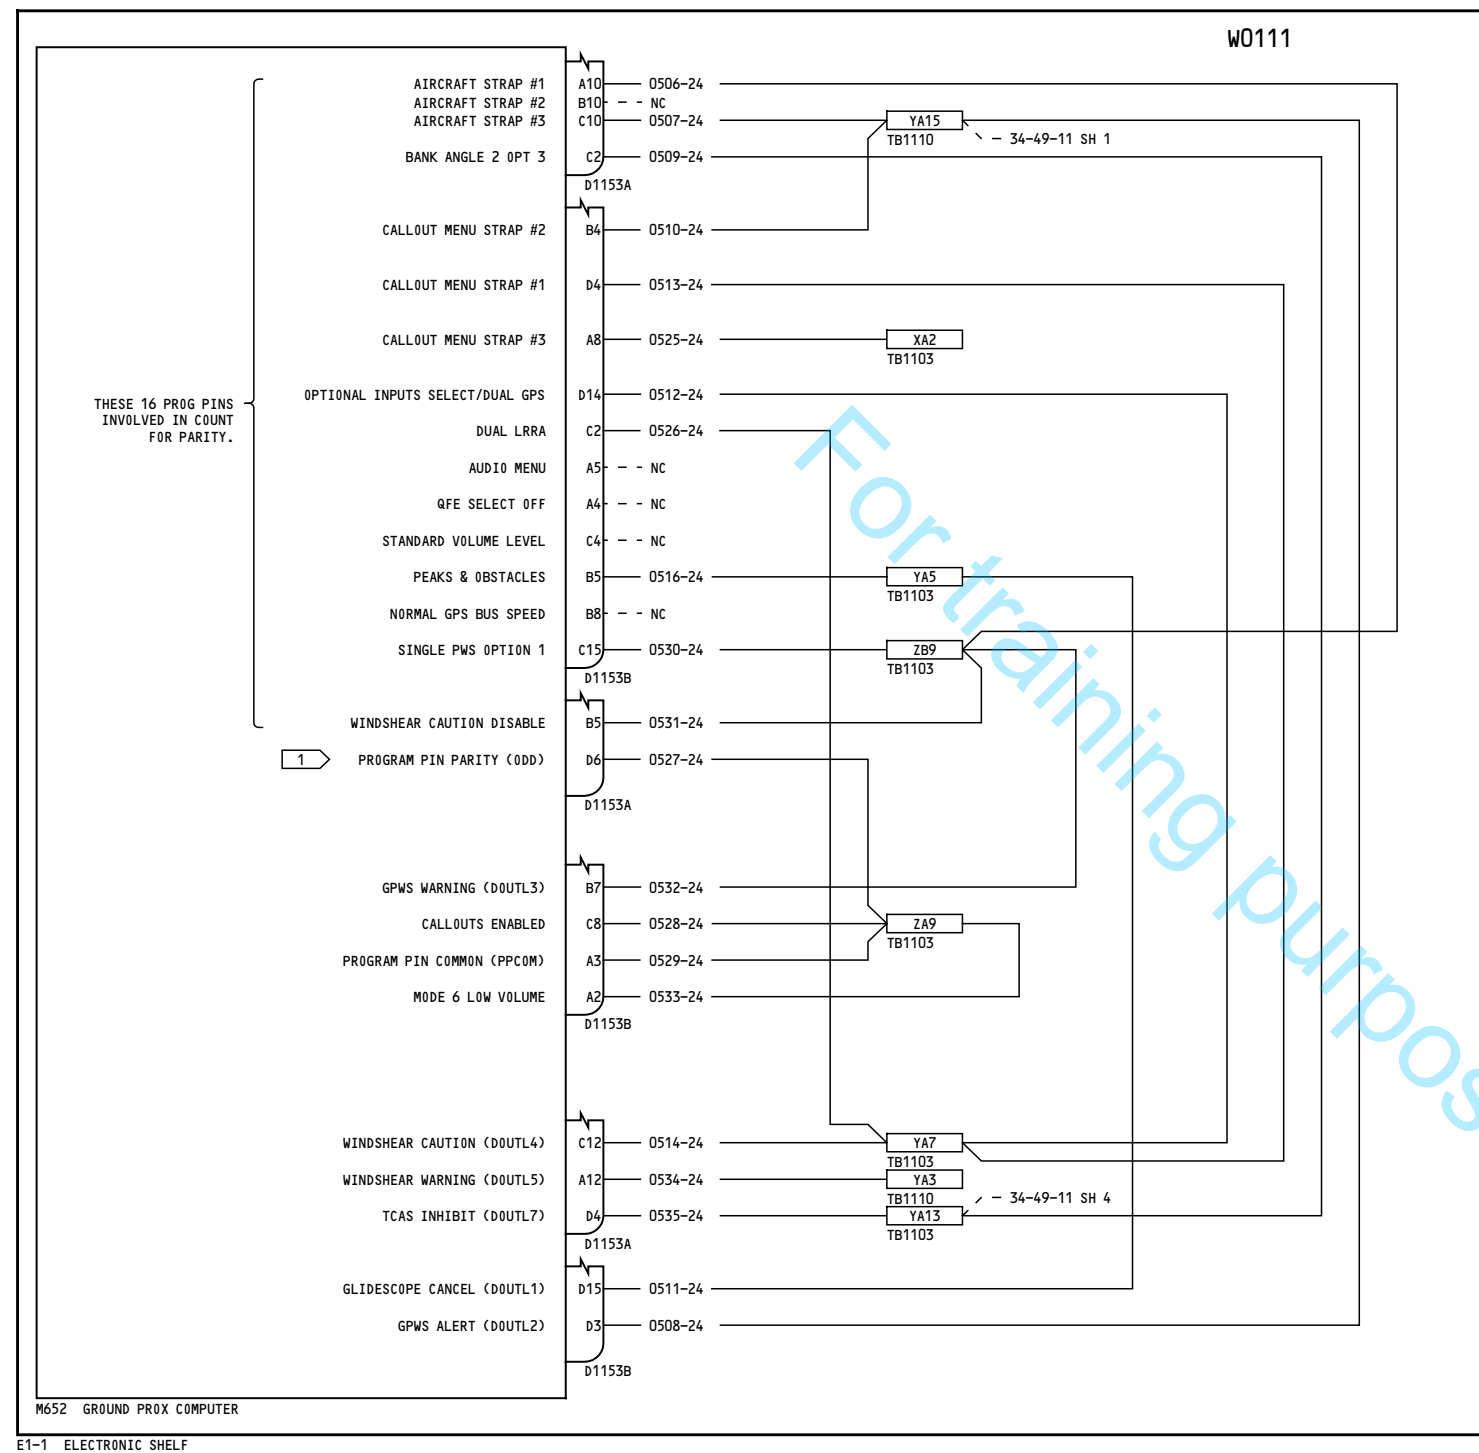 W0111
AIRCRAFT STRAP #1 A10 0506-24
AIRCRAFT STRAP #2 B10 NC
AIRCRAFT STRAP #3 C10 0507-24 YA15
TB1110 34-49-11 SH 1
BANK ANGLE 2 OPT 3 C2 0509-24
D1153A
CALLOUT MENU STRAP #2 B4 0510-24
CALLOUT MENU STRAP #1 D4 0513-24
CALLOUT MENU STRAP #3 A8 0525-24 XA2
TB1103
OPTIONAL INPUTS SELECT/DUAL GPS D14 0512-24
THESE 16 PROG PINS
INVOLVED IN COUNT
FOR PARITY.
DUAL LRRA C2 0526-24
AUDIO MENU A5 NC
QFE SELECT OFF A4 NC
STANDARD VOLUME LEVEL C4 NC
PEAKS & OBSTACLES B5 0516-24 YA5
TB1103
NORMAL GPS BUS SPEED B8 NC
SINGLE PWS OPTION 1 C15 0530-24 ZB9
TB1103
D1153B
WINDSHEAR CAUTION DISABLE B5 0531-24
1 PROGRAM PIN PARITY (ODD) D6 0527-24
D1153A
GPWS WARNING (DOUTL3) B7 0532-24
CALLOUTS ENABLED C8 0528-24 ZA9
TB1103
PROGRAM PIN COMMON (PPCOM) A3 0529-24
MODE 6 LOW VOLUME A2 0533-24
D1153B
WINDSHEAR CAUTION (DOUTL4) C12 0514-24 YA7
TB1103
WINDSHEAR WARNING (DOUTL5) A12 0534-24 YA3
TB1110 34-49-11 SH 4
TCAS INHIBIT (DOUTL7) D4 0535-24 YA13
TB1103
D1153A
GLIDESCOPE CANCEL (DOUTL1) D15 0511-24
GPWS ALERT (DOUTL2) D3 0508-24
D1153B
M652 GROUND PROX COMPUTER
E1-1 ELECTRONIC SHELF
For training purpos